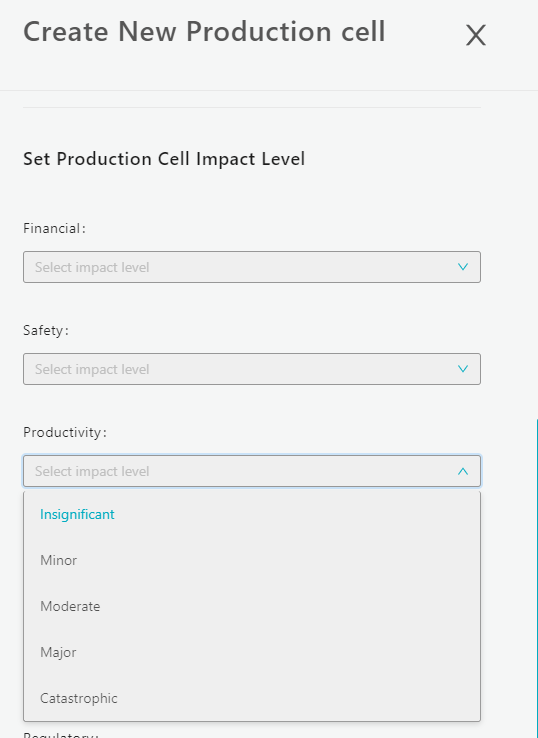 Create New Production cell
Set Production Cell Impact Level
Financial:
Select impact level
Safety:
Select impact level
Productivity:
Select impact level
Insignificant
Minor
Moderate
Major
Catastrophic
Regulatory: